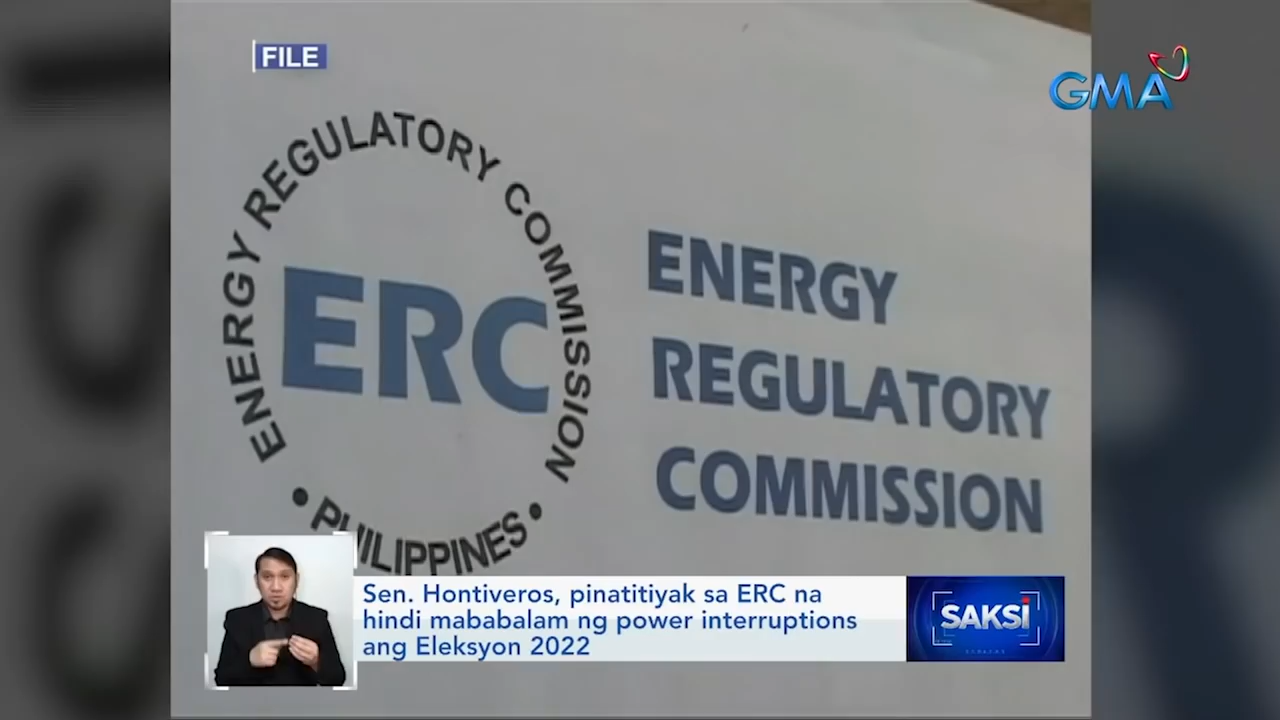 FILE
GMA
ENERGY REGULATORY COMMISSION
ERC
• PHILIPPINES •
ENERGY
REGULATORY
COMMISSION
Sen. Hontiveros, pinatitiyak sa ERC na
hindi mababalam ng power interruptions
ang Eleksyon 2022
SAKSI